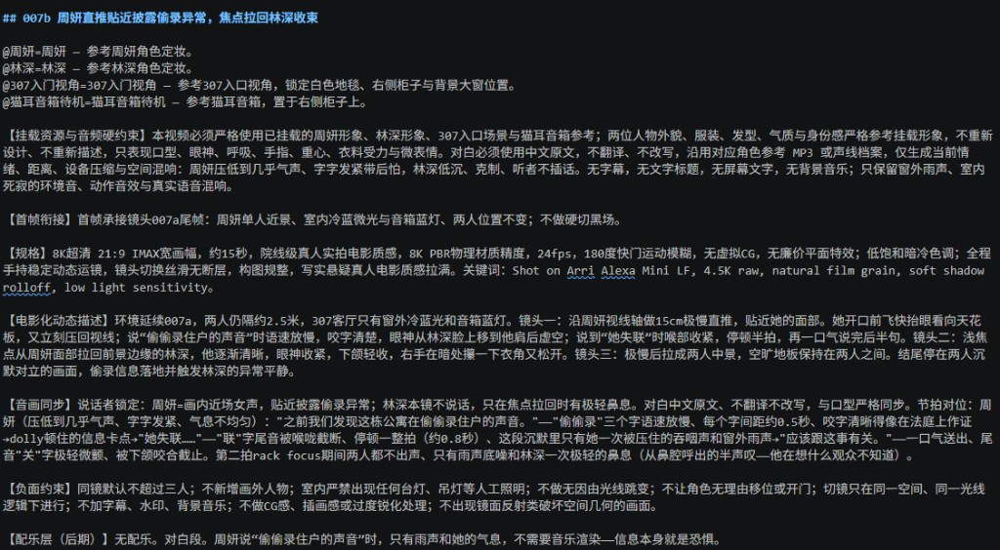 ## 007b 周妍直推贴近披露偷录异常，焦点拉回林深收束
@周妍=周妍 — 参考周妍角色定妆。
@林深=林深 — 参考林深角色定妆。
@307入门视角=307入门视角 — 参考307入口视角，锁定白色地毯、右侧柜子与背景大窗位置。
@猫耳音箱待机=猫耳音箱待机 — 参考猫耳音箱，置于右侧柜子上。
【挂载资源与音频硬约束】本视频必须严格使用已挂载的周妍形象、林深形象、307入口场景与猫耳音箱参考；两位人物外貌、服装、发型、气质与身份感严格参考挂载形象，不重新
设计、不重新描述，只表现口型、眼神、呼吸、手指、重心、衣料受力与微表情。对白必须使用中文原文，不翻译、不改写，沿用对应角色参考 MP3 或声线档案，仅生成当前情
绪、距离、设备压缩与空间混响：周妍压低到几乎气声、字字发紧带后怕，林深低沉、克制、听者不插话。无字幕，无文字标题，无屏幕文字，无背景音乐；只保留窗外雨声、室内
死寂的环境音、动作音效与真实语音混响。
【首帧衔接】首帧承接镜头007a尾帧：周妍单人近景、室内冷蓝微光与音箱蓝灯、两人位置不变；不做硬切黑场。
【规格】8K超清 21:9 IMAX宽画幅，约15秒，院线级真人实拍电影质感，8K PBR物理材质精度，24fps，180度快门运动模糊，无虚拟CG，无廉价平面特效；低饱和暗冷色调；全程
手持稳定动态运镜，镜头切换丝滑无断层，构图规整，写实悬疑真人电影质感拉满。关键词：Shot on Arri Alexa Mini LF, 4.5K raw, natural film grain, soft shadow
rolloff, low light sensitivity。
【电影化动态描述】环境延续007a，两人仍隔约2.5米，307客厅只有窗外冷蓝光和音箱蓝灯。镜头一：沿周妍视线轴做15cm极慢直推，贴近她的面部。她开口前飞快抬眼看向天花
板，又立刻压回视线；说“偷偷录住户的声音”时语速放慢，咬字清楚，眼神从林深脸上移到他肩后虚空；说到“她失联”时喉部收紧，停顿半拍，再一口气说完后半句。镜头二：浅焦
点从周妍面部拉回前景边缘的林深，他逐渐清晰，眼神收紧，下颌轻收，右手在暗处攥一下衣角又松开。镜头三：极慢后拉成两人中景，空旷地板保持在两人之间。结尾停在两人沉
默对立的画面，偷录信息落地并触发林深的异常平静。
【音画同步】说话者锁定：周妍=画内近场女声，贴近披露偷录异常；林深本镜不说话，只在焦点拉回时有极轻鼻息。对白中文原文、不翻译不改写，与口型严格同步。节拍对位：周
妍（压低到几乎气声、字字发紧、气息不均匀）："之前我们发现这栋公寓在偷偷录住户的声音。"——"偷偷录"三个字语速放慢、每个字间距约0.5秒、咬字清晰得像在法庭上作证
→dolly顿住的信息卡点→"她失联……"——"联"字尾音被喉咙截断、停顿一整拍（约0.8秒）、这段沉默里只有她一次被压住的吞咽声和窗外雨声→"应该跟这事有关。"——一口气送出、尾
音"关"字极轻微颤、被下颌咬合截止。第二拍rack focus期间两人都不出声、只有雨声底噪和林深一次极轻的鼻息（从鼻腔呼出的半声叹——他在想什么观众不知道）。
【负面约束】同镜默认不超过三人；不新增画外人物；室内严禁出现任何台灯、吊灯等人工照明；不做无因由光线跳变；不让角色无理由移位或开门；切镜只在同一空间、同一光线
逻辑下进行；不加字幕、水印、背景音乐；不做CG感、插画感或过度锐化处理；不出现镜面反射类破坏空间几何的画面。
【配乐层（后期）】无配乐。对白段。周妍说“偷偷录住户的声音”时，只有雨声和她的气息，不需要音乐渲染——信息本身就是恐惧。